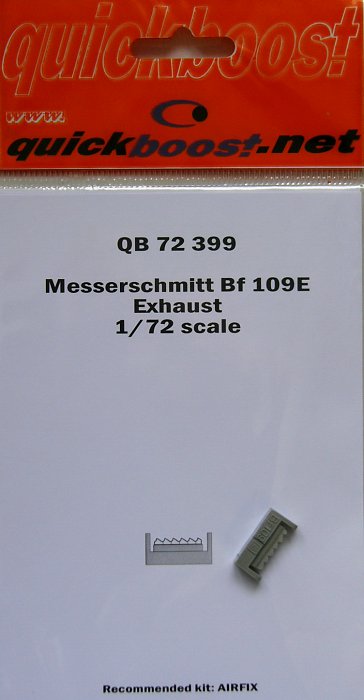 quickboost
www.
quickboost.net
QB 72 399
Messerschmitt Bf 109E
Exhaust
1/72 scale
Recommended kit: AIRFIX